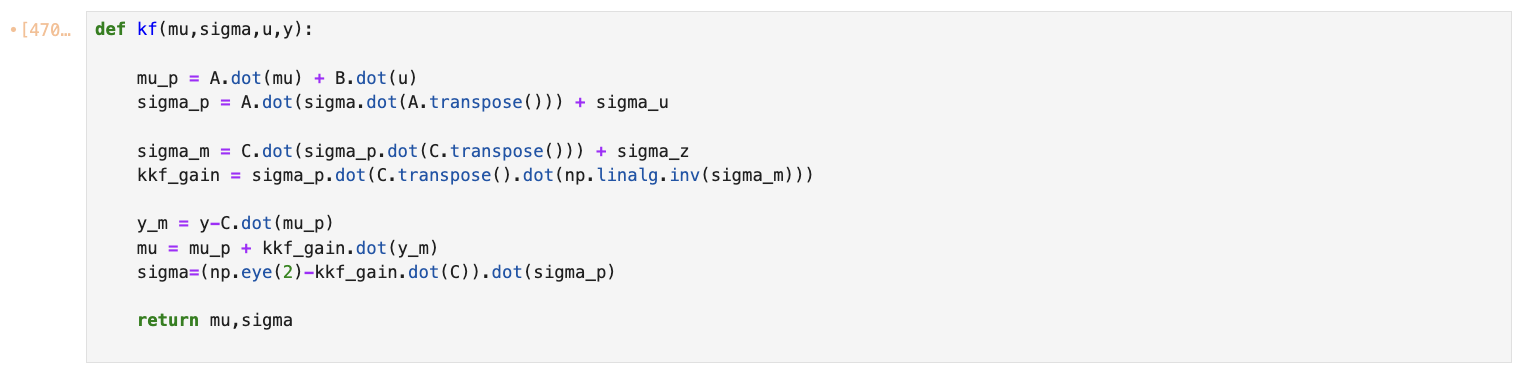 •[470…
def kf(mu,sigma,u,y):
mu_p = A.dot(mu) + B.dot(u)
sigma_p = A.dot(sigma.dot(A.transpose())) + sigma_u
sigma_m = C.dot(sigma_p.dot(C.transpose())) + sigma_z
kkf_gain = sigma_p.dot(C.transpose().dot(np.linalg.inv(sigma_m)))
y_m = y-C.dot(mu_p)
mu = mu_p + kkf_gain.dot(y_m)
sigma=(np.eye(2)-kkf_gain.dot(C)).dot(sigma_p)
return mu,sigma